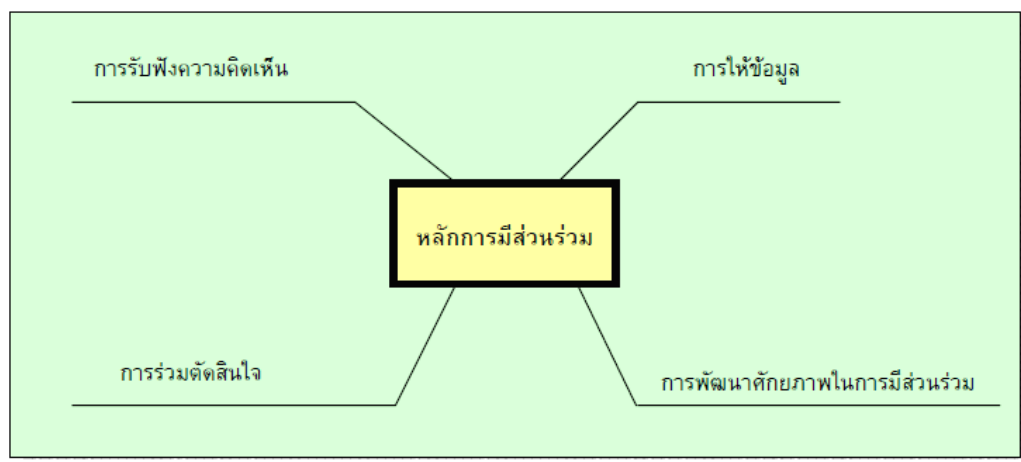 การรับฟังความคิดเห็น
การให้ข้อมูล
หลักการมีส่วนร่วม
การร่วมตัดสินใจ
การพัฒนาศักยภาพในการมีส่วนร่วม